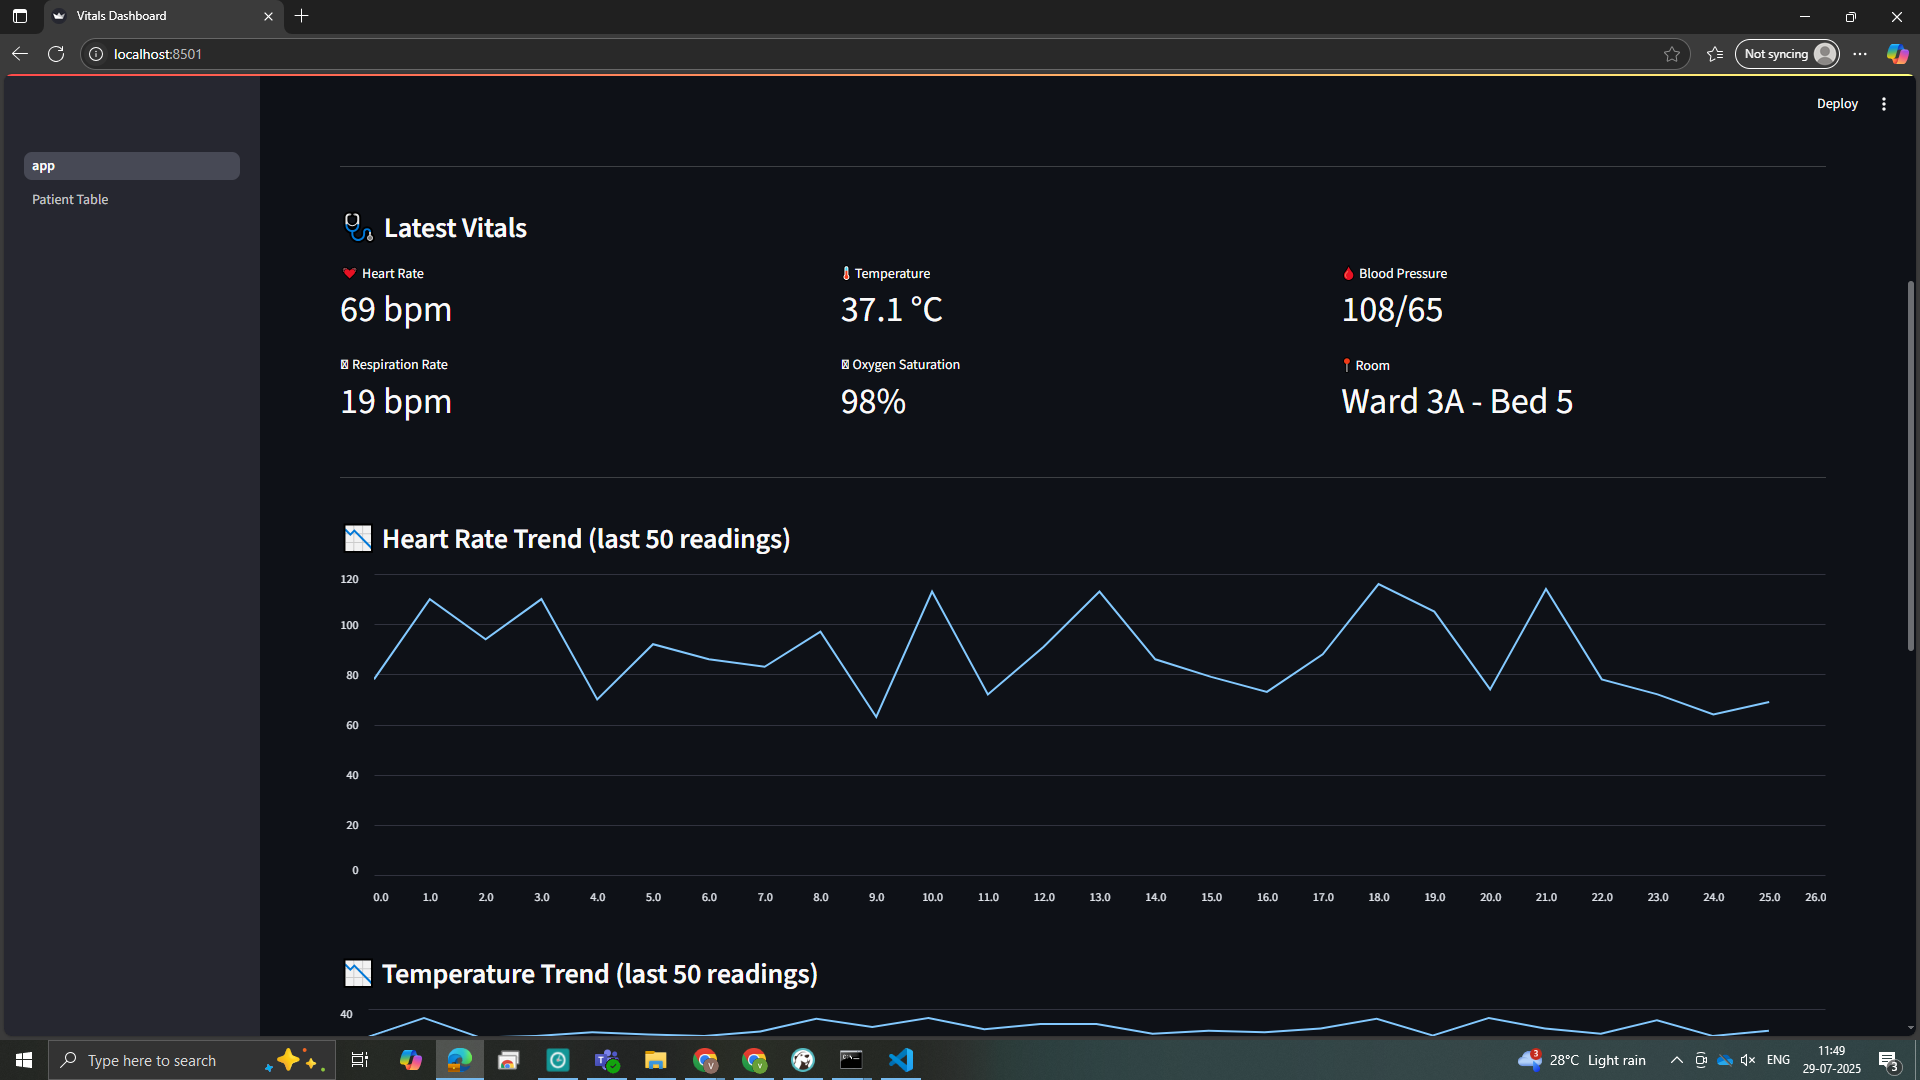 Vitals Dashboard
localhost:8501
Not syncing
Deploy
app
Patient Table
Latest Vitals
Heart Rate
69 bpm
Temperature
37.1 °C
Blood Pressure
108/65
Respiration Rate
19 bpm
Oxygen Saturation
98%
Room
Ward 3A - Bed 5
Heart Rate Trend (last 50 readings)
120
100
80
60
40
20
0
0.0 1.0 2.0 3.0 4.0 5.0 6.0 7.0 8.0 9.0 10.0 11.0 12.0 13.0 14.0 15.0 16.0 17.0 18.0 19.0 20.0 21.0 22.0 23.0 24.0 25.0 26.0
Temperature Trend (last 50 readings)
40
Type here to search
3
28°C Light rain
ENG
11:49
29-07-2025
3